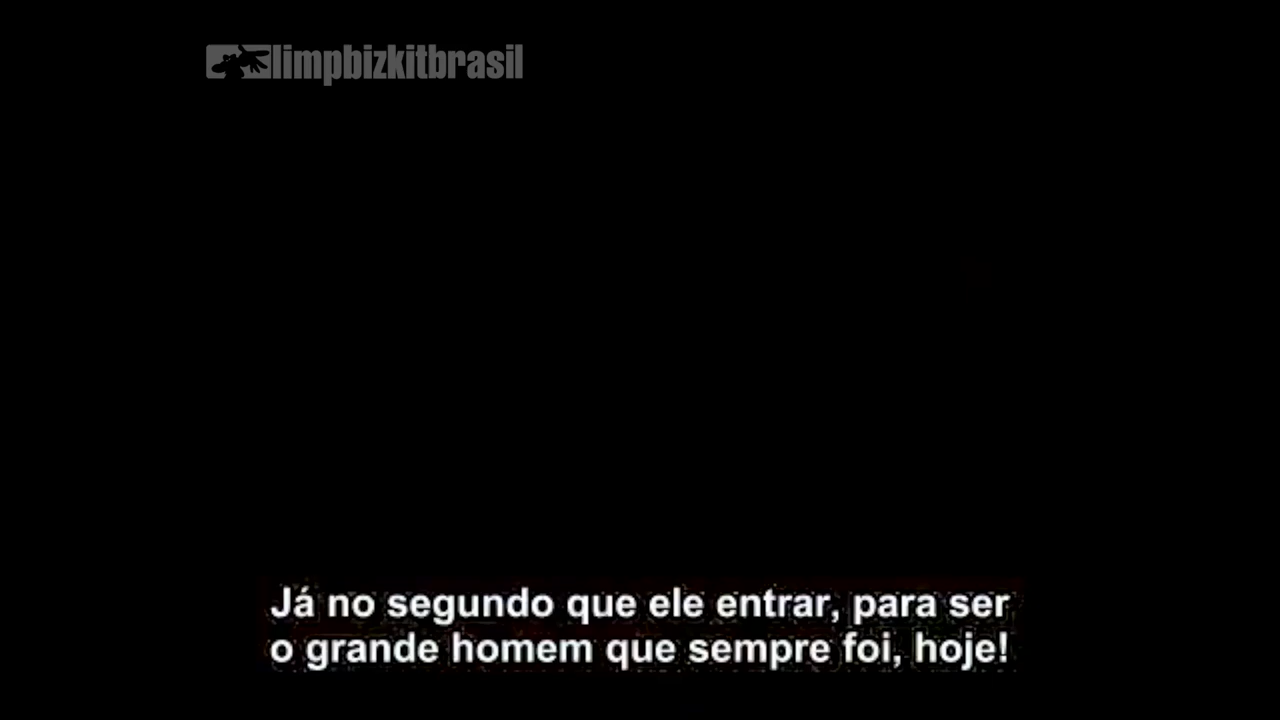 limpbizkitbrasil
Já no segundo que ele entrar, para ser
o grande homem que sempre foi, hoje!